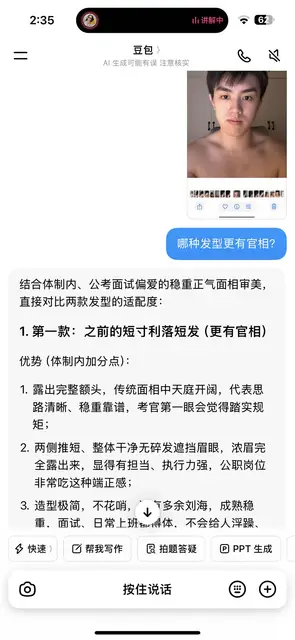 2:35
讲解中
62
豆包 〉
AI 生成可能有误 注意核实
哪种发型更有官相?
结合体制内、公考面试偏爱的稳重正气面相审美，
直接对比两款发型的适配度：
1. 第一款：之前的短寸利落短发（更有官相）
优势（体制内加分点）：
1. 露出完整额头，传统面相中天庭开阔，代表思
路清晰、稳重靠谱，考官第一眼会觉得踏实规
矩；
2. 两侧推短、整体干净无碎发遮挡眉眼，浓眉完
全露出来，显得有担当、执行力强，公职岗位
非常吃这种端正感；
3. 造型极简，不花哨，没有多余刘海，成熟稳
重，面试、日常上班都得体，不会给人浮躁、
快速 〉
帮我写作
拍题答疑
PPT 生成
按住说话